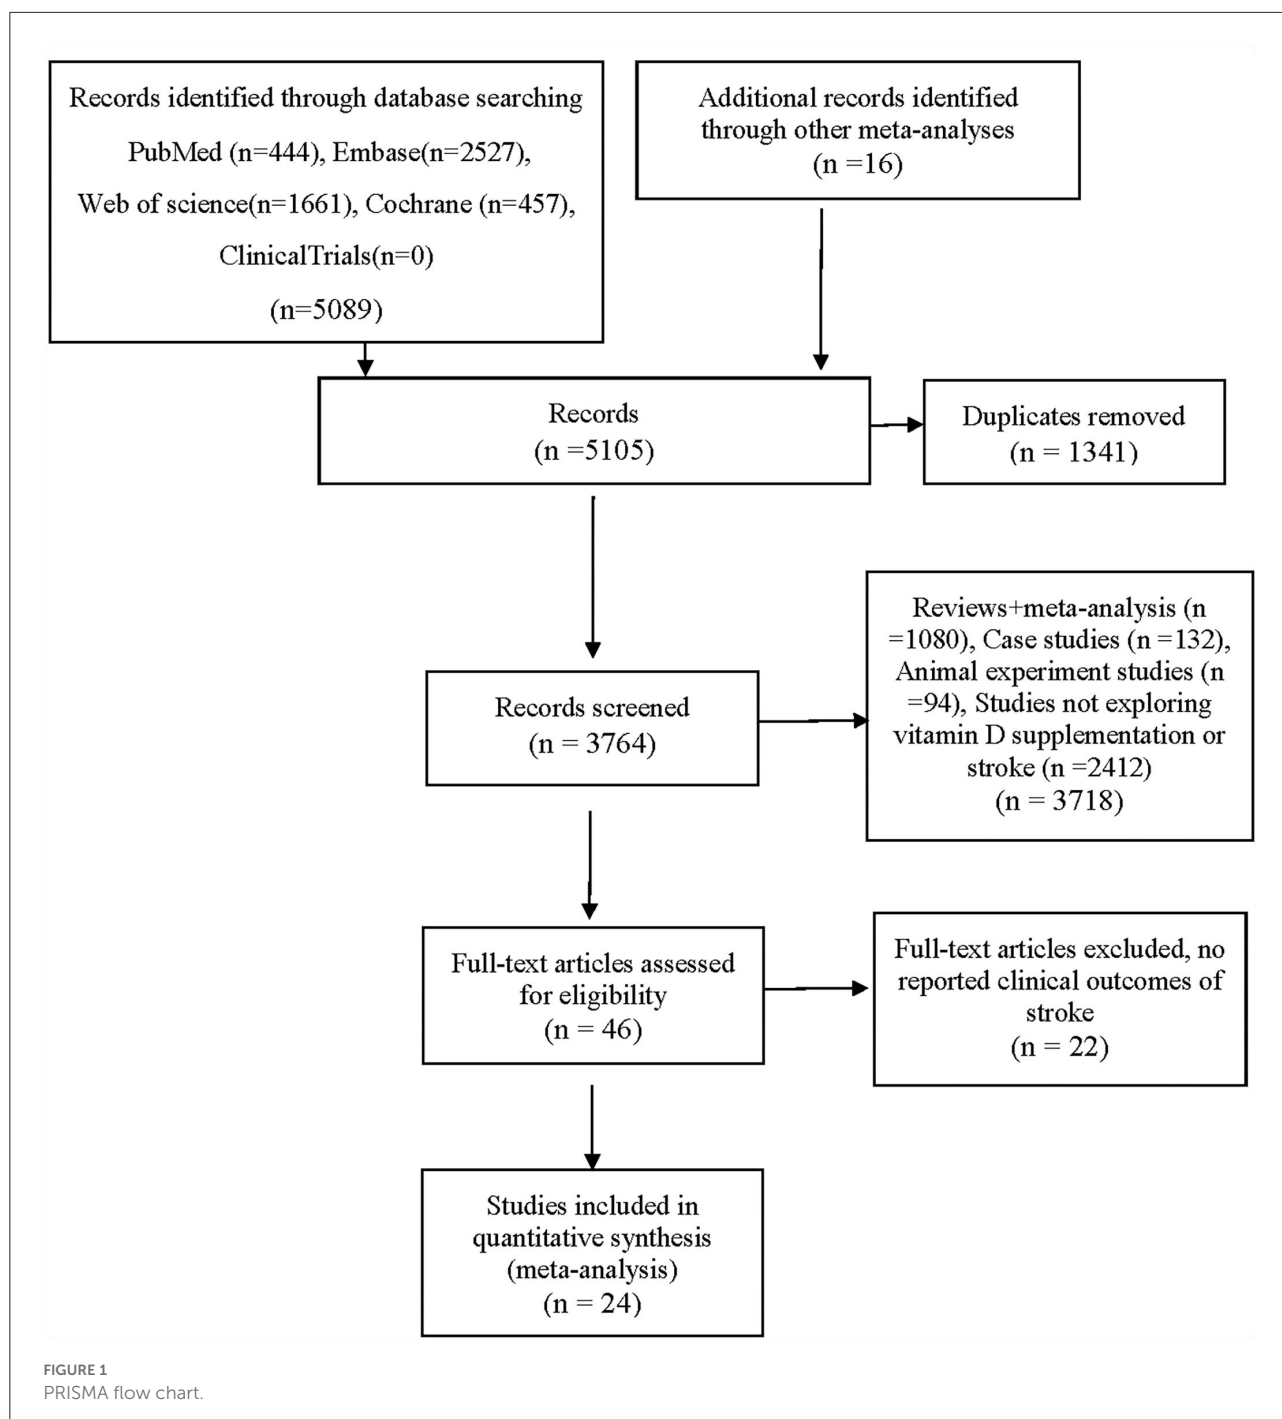 Records identified through database searching
PubMed (n=444), Embase(n=2527),
Web of science(n=1661), Cochrane (n=457),
ClinicalTrials(n=0)
(n=5089)
Additional records identified
through other meta-analyses
(n =16)
Records
(n =5105)
Duplicates removed
(n = 1341)
Records screened
(n = 3764)
Reviews+meta-analysis (n
=1080), Case studies (n =132),
Animal experiment studies (n
=94), Studies not exploring
vitamin D supplementation or
stroke (n =2412)
(n = 3718)
Full-text articles assessed
for eligibility
(n = 46)
Full-text articles excluded, no
reported clinical outcomes of
stroke
(n = 22)
Studies included in
quantitative synthesis
(meta-analysis)
(n = 24)
FIGURE 1
PRISMA flow chart.